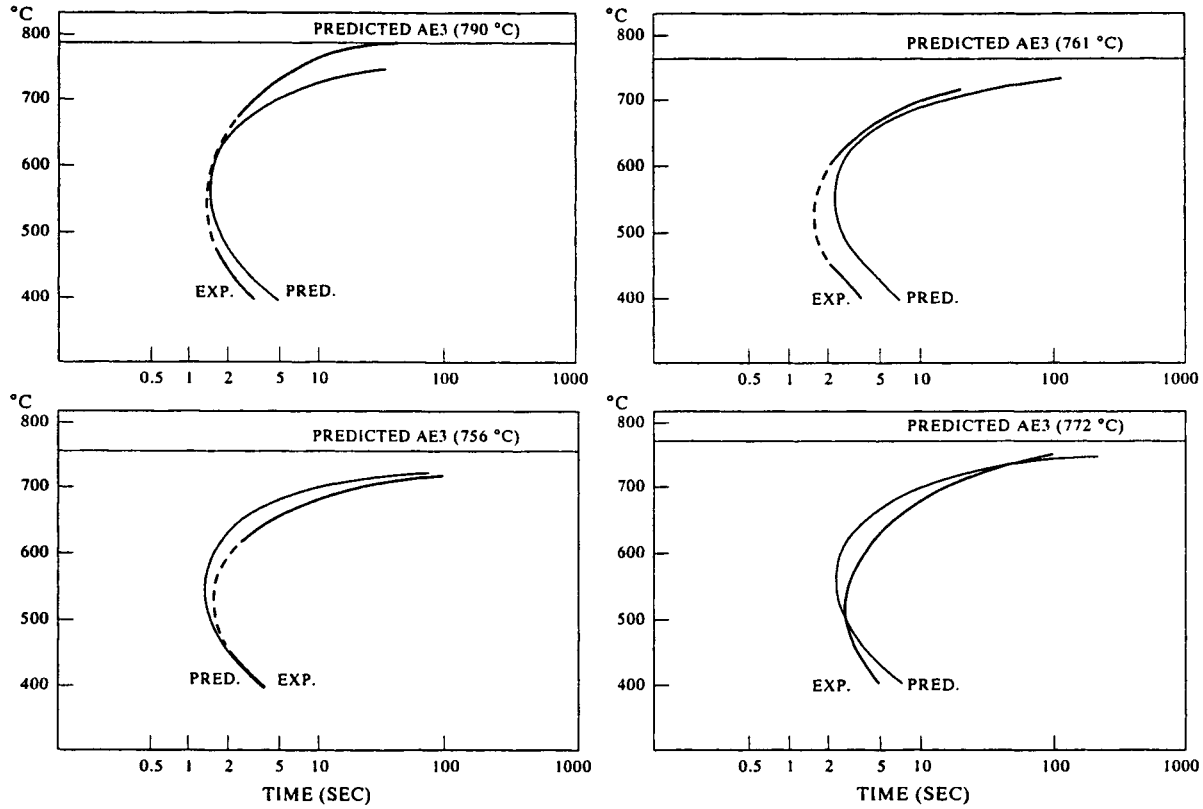 °C
800
700
600
500
400
PREDICTED AE3 (790 °C)
EXP. PRED.
0.5 1 2 5 10 100 1000
°C
800
700
600
500
400
PREDICTED AE3 (761 °C)
EXP. PRED.
0.5 1 2 5 10 100 1000
°C
800
700
600
500
400
PREDICTED AE3 (756 °C)
PRED. EXP.
0.5 1 2 5 10 100 1000
TIME (SEC)
°C
800
700
600
500
400
PREDICTED AE3 (772 °C)
EXP. PRED.
0.5 1 2 5 10 100 1000
TIME (SEC)